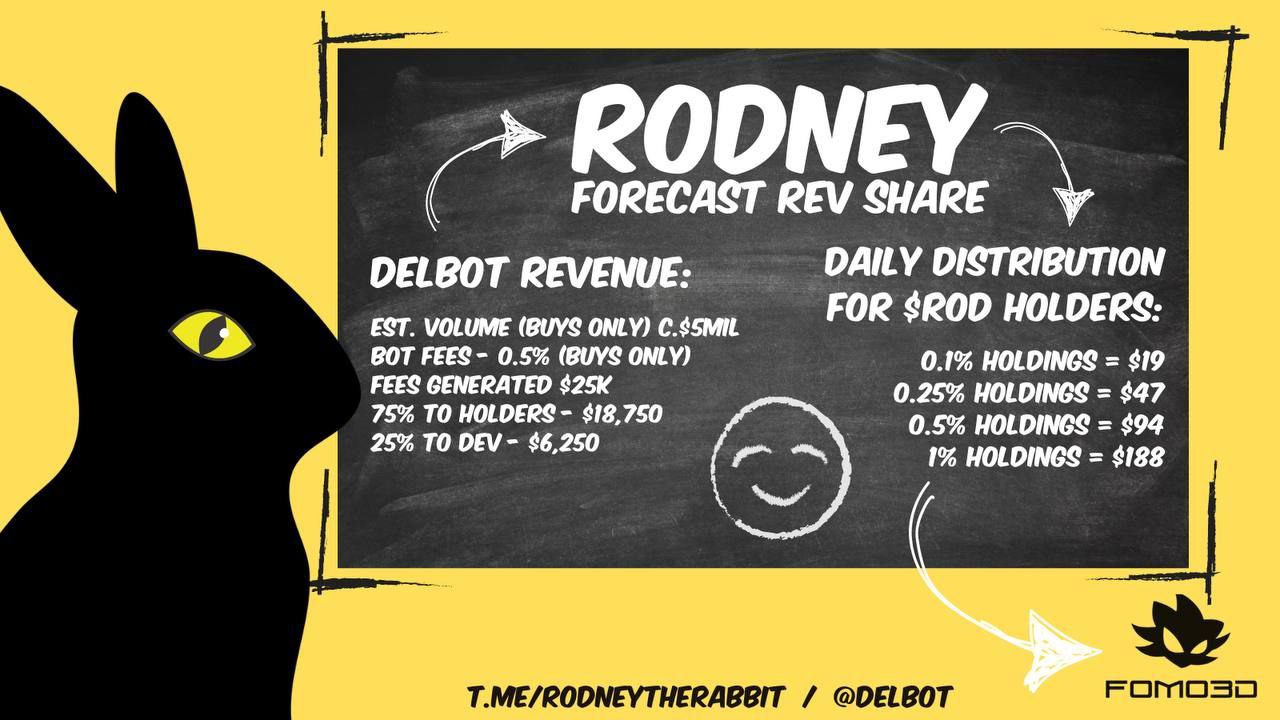 RODNEY
FORECAST REV SHARE
DELBOT REVENUE:
EST. VOLUME (BUYS ONLY) C.$5MIL
BOT FEES - 0.5% (BUYS ONLY)
FEES GENERATED $25K
75% TO HOLDERS - $18,750
25% TO DEV - $6,250
DAILY DISTRIBUTION
FOR $ROD HOLDERS:
0.1% HOLDINGS = $19
0.25% HOLDINGS = $47
0.5% HOLDINGS = $94
1% HOLDINGS = $188
T.ME/RODNEYTHERABBIT / @DELBOT
FOMO3D